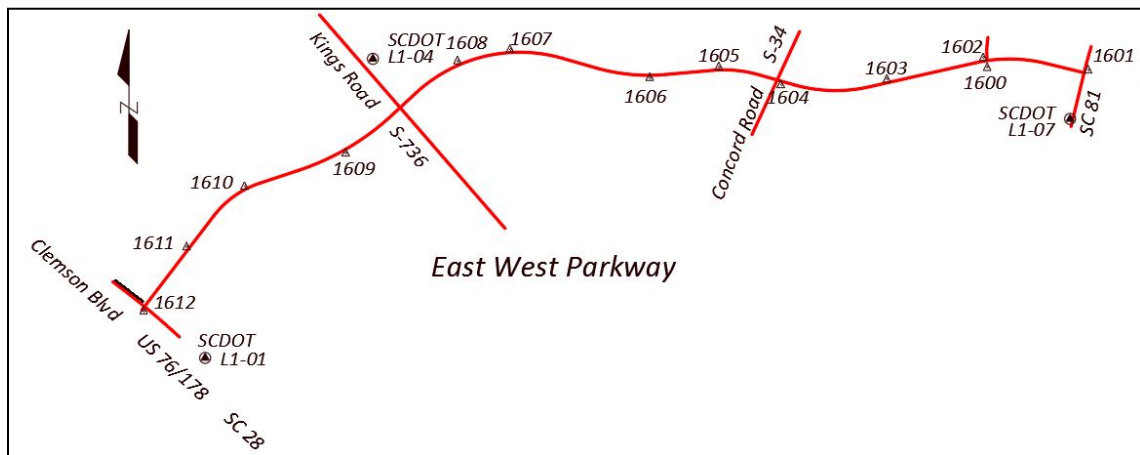 SCDOT
L1-04
1608
1607
Kings Road
S-736
1605
1606
S-34
Concord Road
1604
1603
1602
1600
1601
SCDOT
L1-07
SC 81
N
1609
1610
1611
1612
Clemson Blvd
US 76/178
SC 28
SCDOT
L1-01
East West Parkway